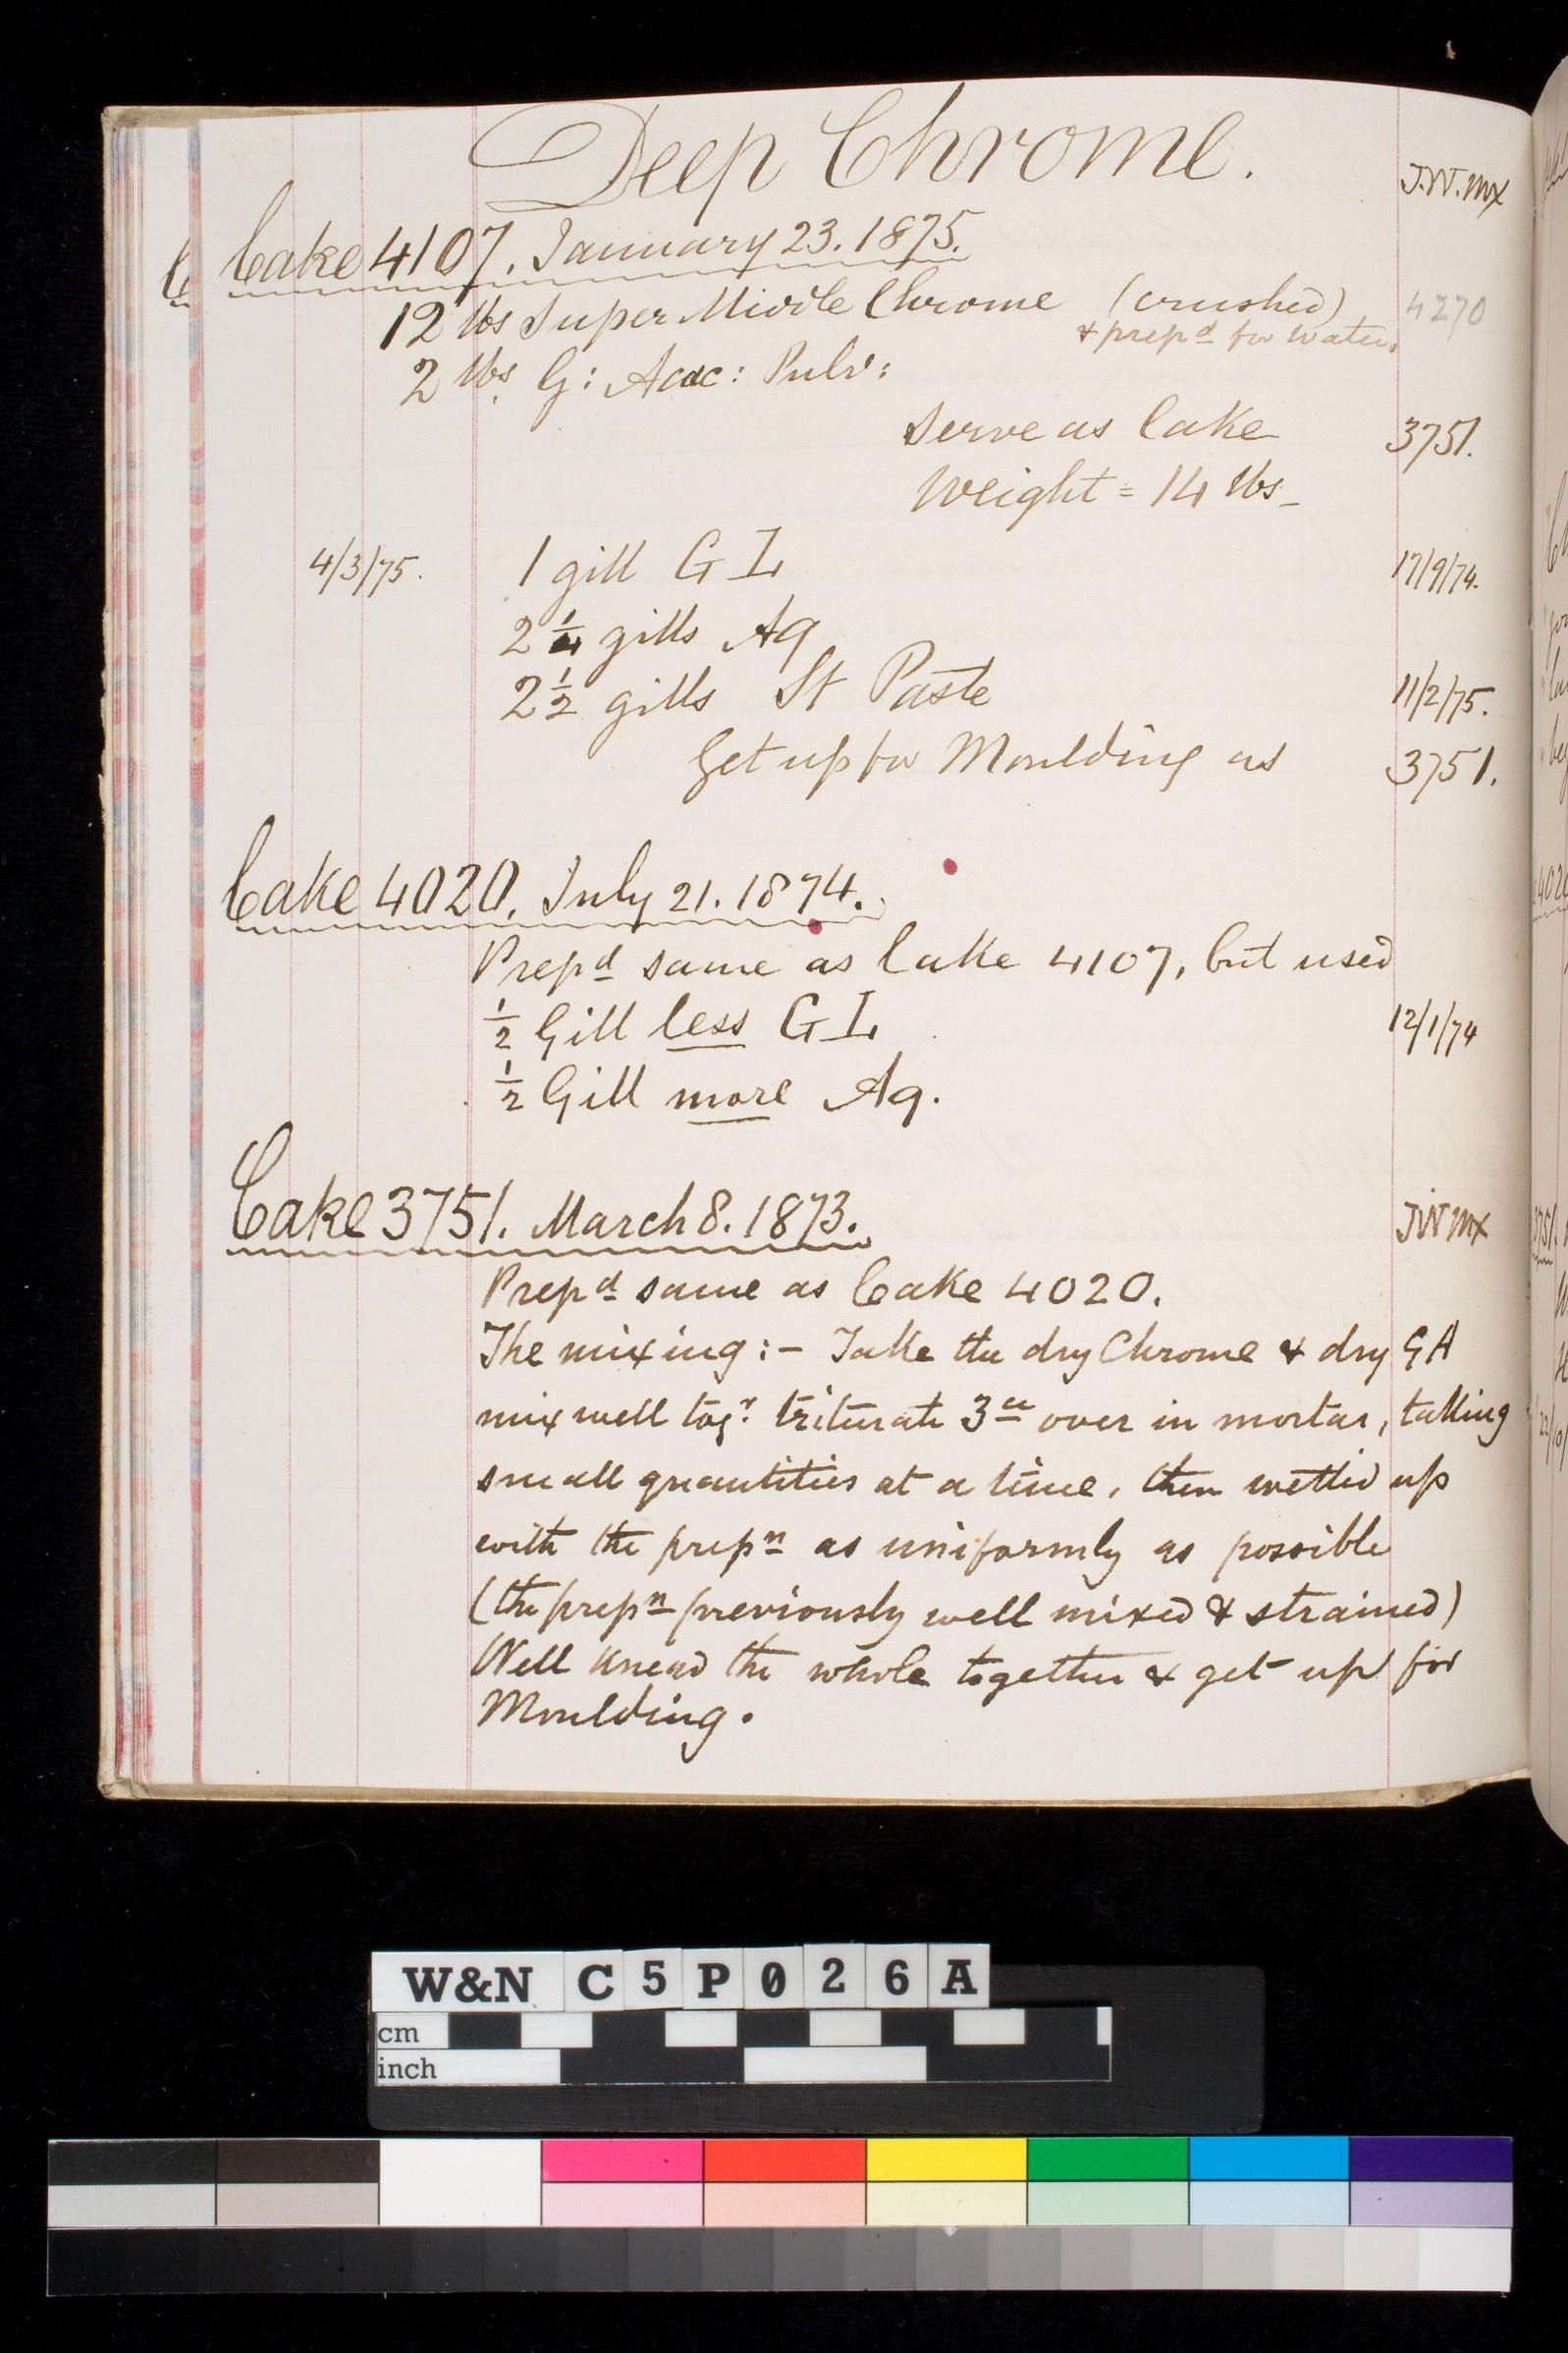 Deep Chrome.
J.W. mx
Cake 4107. January 23. 1875.
12 lbs Super Middle Chrome (crushed) 4270
& prepd for Water.
2 lbs. G: Acac: Pulv:
Serve as Cake 3751.
Weight = 14 lbs
4/3/75. 1 gill G L 17/9/74.
2 1/4 gills Aq
2 1/2 gills St Paste 11/2/75.
Get up for Moulding as 3751.
Cake 4020. July 21. 1874.
Prepd same as Cake 4107, but used
1/2 Gill less G L 12/1/74
1/2 Gill more Aq.
Cake 3751. March 8. 1873. JW mx
Prepd same as Cake 4020.
The mixing:- Take the dry Chrome & dry G A
mix well togr. triturate 3ce over in mortar, taking
small quantities at a time, then wetted up
with the prepn as uniformly as possible
(the prepn previously well mixed & strained)
Well knead the whole together & get up for
Moulding.
W&N C5P026A
cm
inch